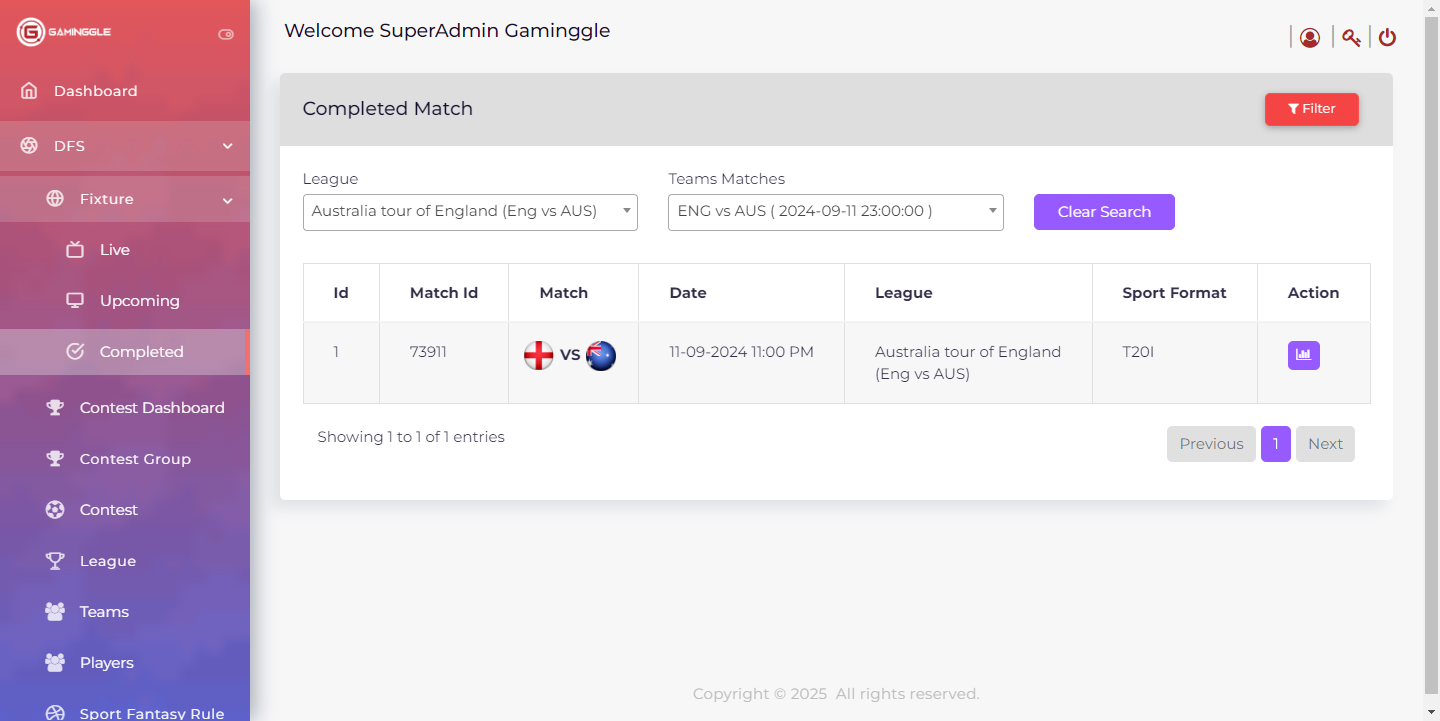 GAMINGGLE
Welcome SuperAdmin Gaminggle
Dashboard
DFS
Fixture
Live
Upcoming
Completed
Contest Dashboard
Contest Group
Contest
League
Teams
Players
Sport Fantasy Rule
Completed Match
Filter
League
Teams Matches
Australia tour of England (Eng vs AUS)
ENG vs AUS ( 2024-09-11 23:00:00 )
Clear Search
Id Match Id Match Date League Sport Format Action
1 73911 VS 11-09-2024 11:00 PM Australia tour of England T20I
(Eng vs AUS)
Showing 1 to 1 of 1 entries
Previous 1 Next
Copyright © 2025 All rights reserved.